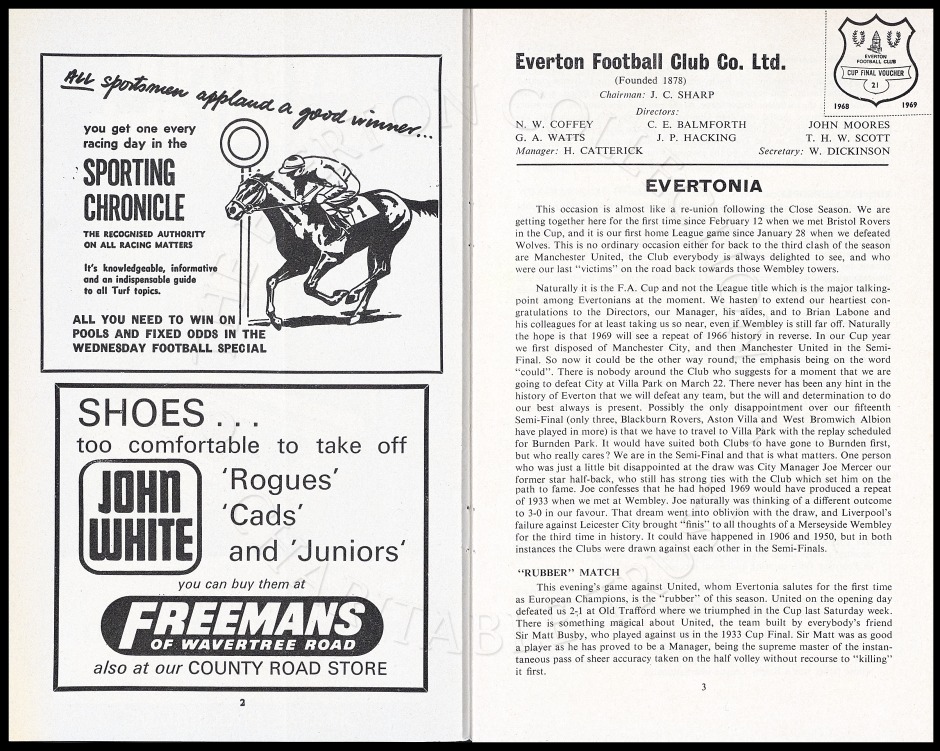 ALL sportsmen applaud a good winner...
you get one every
racing day in the
SPORTING
CHRONICLE
THE RECOGNISED AUTHORITY
ON ALL RACING MATTERS
It's knowledgeable, informative
and an indispensable guide
to all Turf topics.
1
ALL YOU NEED TO WIN ON
POOLS AND FIXED ODDS IN THE
WEDNESDAY FOOTBALL SPECIAL
SHOES...
too comfortable to take off
JOHN
WHITE
'Rogues'
'Cads'
and 'Juniors'
you can buy them at
FREEMANS
OF WAVERTREE ROAD
also at our COUNTY ROAD STORE
2
Everton Football Club Co. Ltd.
(Founded 1878)
Chairman: J. C. SHARP
Directors:
N. W. COFFEY C. E. BALMFORTH JOHN MOORES
G. A. WATTS J. P. HACKING T. H. W. SCOTT
Manager: H. CATTERICK Secretary: W. DICKINSON
EVERTON
FOOTBALL CLUB
CUP FINAL VOUCHER
21
1968 1969
EVERTONIA
This occasion is almost like a re-union following the Close Season. We are
getting together here for the first time since February 12 when we met Bristol Rovers
in the Cup, and it is our first home League game since January 28 when we defeated
Wolves. This is no ordinary occasion either for back to the third clash of the season
are Manchester United, the Club everybody is always delighted to see, and who
were our last "victims" on the road back towards those Wembley towers.
Naturally it is the F.A. Cup and not the League title which is the major talking-
point among Evertonians at the moment. We hasten to extend our heartiest con-
gratulations to the Directors, our Manager, his aides, and to Brian Labone and
his colleagues for at least taking us so near, even if Wembley is still far off. Naturally
the hope is that 1969 will see a repeat of 1966 history in reverse. In our Cup year
we first disposed of Manchester City, and then Manchester United in the Semi-
Final. So now it could be the other way round, the emphasis being on the word
"could". There is nobody around the Club who suggests for a moment that we are
going to defeat City at Villa Park on March 22. There never has been any hint in the
history of Everton that we will defeat any team, but the will and determination to do
our best always is present. Possibly the only disappointment over our fifteenth
Semi-Final (only three, Blackburn Rovers, Aston Villa and West Bromwich Albion
have played in more) is that we have to travel to Villa Park with the replay scheduled
for Burnden Park. It would have suited both Clubs to have gone to Burnden first,
but who really cares? We are in the Semi-Final and that is what matters. One person
who was just a little bit disappointed at the draw was City Manager Joe Mercer our
former star half-back, who still has strong ties with the Club which set him on the
path to fame. Joe confesses that he had hoped 1969 would have produced a repeat
of 1933 when we met at Wembley. Joe naturally was thinking of a different outcome
to 3-0 in our favour. That dream went into oblivion with the draw, and Liverpool's
failure against Leicester City brought "finis" to all thoughts of a Merseyside Wembley
for the third time in history. It could have happened in 1906 and 1950, but in both
instances the Clubs were drawn against each other in the Semi-Finals.
"RUBBER" MATCH
This evening's game against United, whom Evertonia salutes for the first time
as European Champions, is the "rubber" of this season. United on the opening day
defeated us 2-1 at Old Trafford where we triumphed in the Cup last Saturday week.
There is something magical about United, the team built by everybody's friend
Sir Matt Busby, who played against us in the 1933 Cup Final. Sir Matt was as good
a player as he has proved to be a Manager, being the supreme master of the instan-
taneous pass of sheer accuracy taken on the half volley without recourse to "killing"
it first.
3